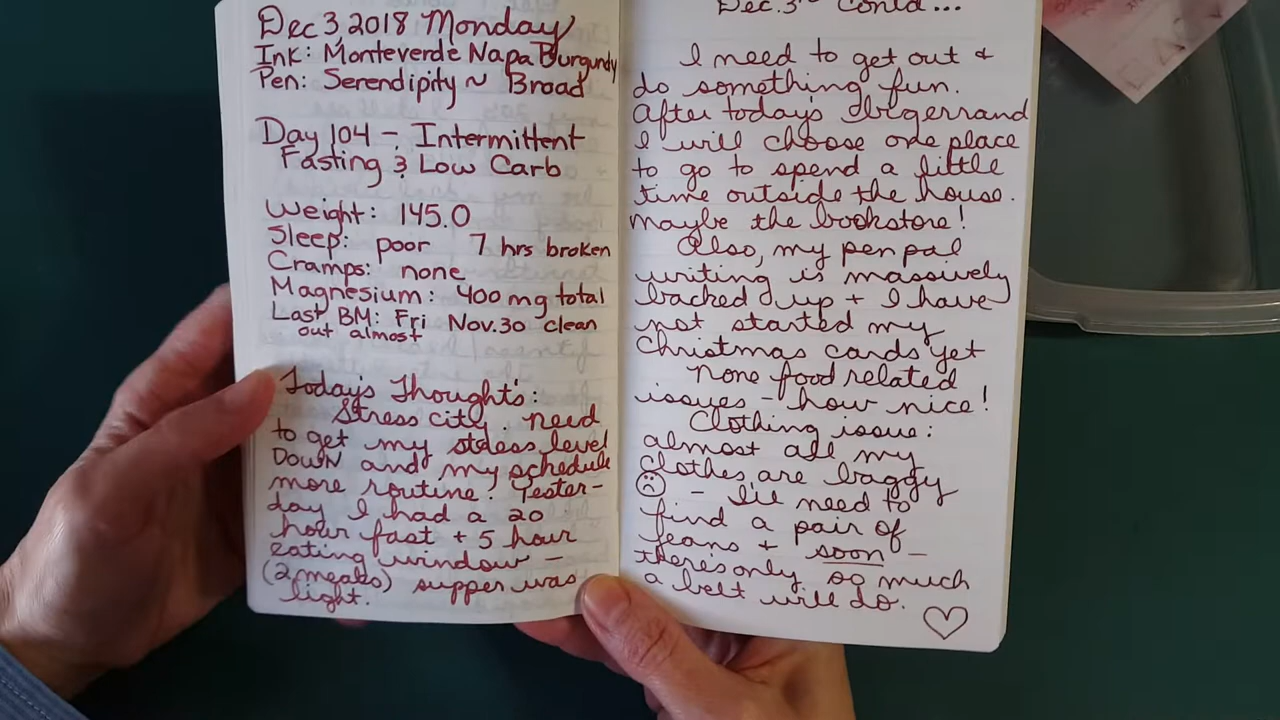 Dec 3, 2018 Monday
Ink: Monteverde Napa Burgundy
Pen: Serendipity ~ Broad
Day 104 - Intermittent
Fasting & Low Carb
Weight: 145.0
Sleep: poor 7 hrs broken
Cramps: none
Magnesium: 400 mg total
Last BM: Fri Nov. 30 clean
out almost
Today's Thought's:
Stress city. need
to get my stress level
DOWN and my schedule
more routine! Yester-
day I had a 20
hour fast + 5 hour
eating window -
(2 meals) supper was
light.
Dec. 3 Cont'd...
I need to get out +
do something fun.
After today's big errand
I will choose one place
to go to spend a little
time outside the house.
Maybe the bookstore!
Also, my pen pal
writing is massively
backed up + I have
not started my
Christmas cards yet
None food related
issues - how nice!
Clothing issue:
almost all my
clothes are baggy
☹ - I'll need to
find a pair of
jeans + soon -
there's only so much
a belt will do.
♡